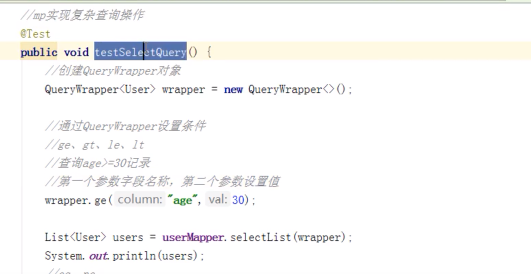 //mp实现复杂查询操作
@Test
public void testSelectQuery() {
//创建QueryWrapper对象
QueryWrapper<User> wrapper = new QueryWrapper<>();
//通过QueryWrapper设置条件
//ge、gt、le、lt
//查询age>=30记录
//第一个参数字段名称，第二个参数设置值
wrapper.ge( column: "age", val: 30);
List<User> users = userMapper.selectList(wrapper);
System.out.println(users);